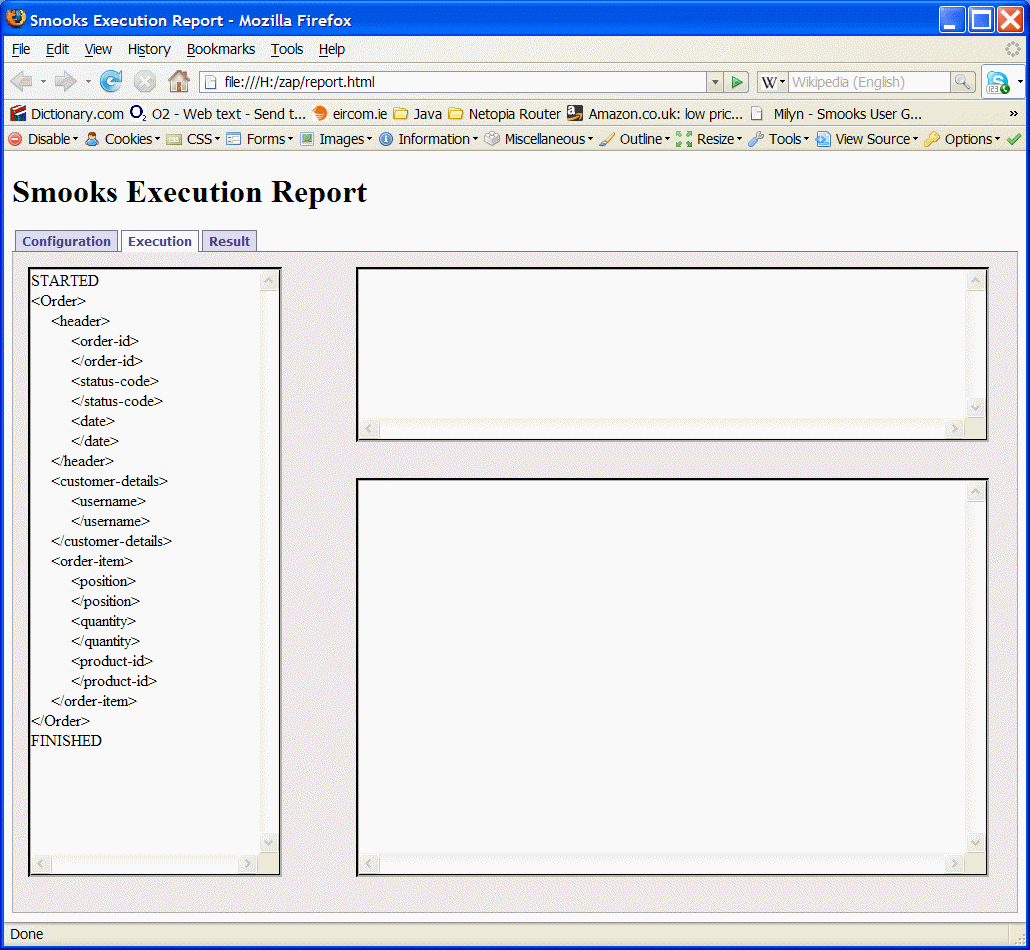 Smooks Execution Report - Mozilla Firefox
File Edit View History Bookmarks Tools Help
file:///H:/zap/report.html W Wikipedia (English) 123
Dictionary.com O2 O2 - Web text - Send t... eircom.ie Java Netopia Router Amazon.co.uk: low pric... Milyn - Smooks User G... »
Disable Cookies CSS Forms Images Information Miscellaneous Outline Resize Tools View Source Options
Smooks Execution Report
Configuration Execution Result
STARTED
<Order>
<header>
<order-id>
</order-id>
<status-code>
</status-code>
<date>
</date>
</header>
<customer-details>
<username>
</username>
</customer-details>
<order-item>
<position>
</position>
<quantity>
</quantity>
<product-id>
</product-id>
</order-item>
</Order>
FINISHED
Done